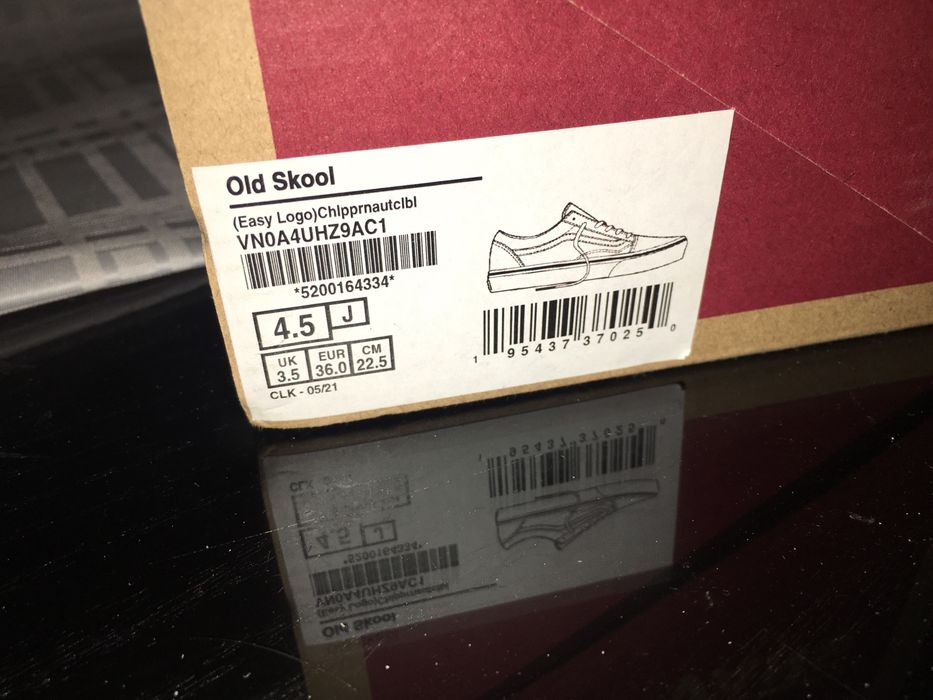 Old Skool
(Easy Logo)Chlpprnautclbl
VN0A4UHZ9AC1
*5200164334*
4.5 J
UK EUR CM
3.5 36.0 22.5
CLK - 05/21
1 95437 37025 0